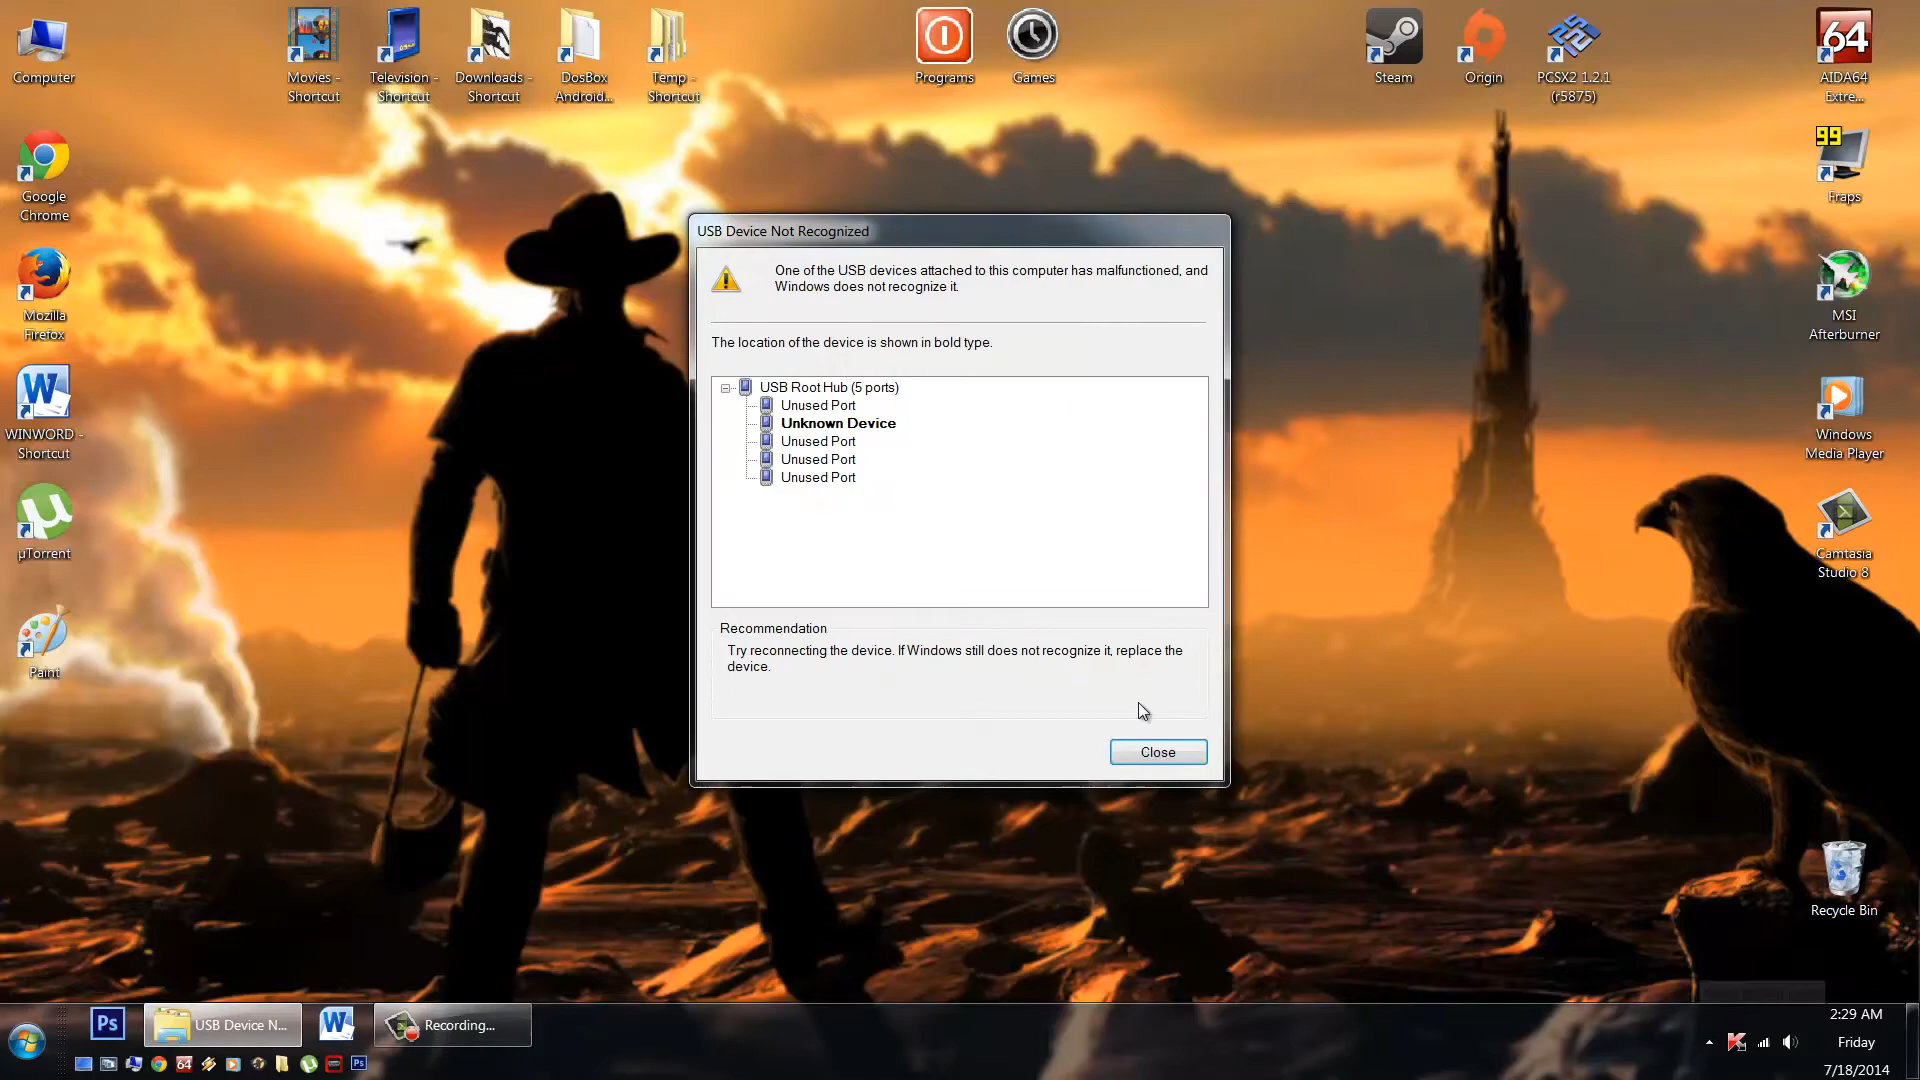 Computer
Movies -
Shortcut
Television -
Shortcut
Downloads -
Shortcut
DosBox
Android...
Temp -
Shortcut
Programs
Games
Steam
Origin
PCSX2 1.2.1
(r5875)
64
AIDA64
Extre...
Google
Chrome
99
Fraps
Mozilla
Firefox
MSI
Afterburner
W
WINWORD -
Shortcut
Windows
Media Player
µ
µTorrent
Camtasia
Studio 8
Paint
Recycle Bin
USB Device Not Recognized
One of the USB devices attached to this computer has malfunctioned, and
Windows does not recognize it.
The location of the device is shown in bold type.
USB Root Hub (5 ports)
Unused Port
Unknown Device
Unused Port
Unused Port
Unused Port
Recommendation
Try reconnecting the device. If Windows still does not recognize it, replace the
device.
Close
Ps
USB Device N...
W
Recording...
64
Ps
2:29 AM
Friday
7/18/2014